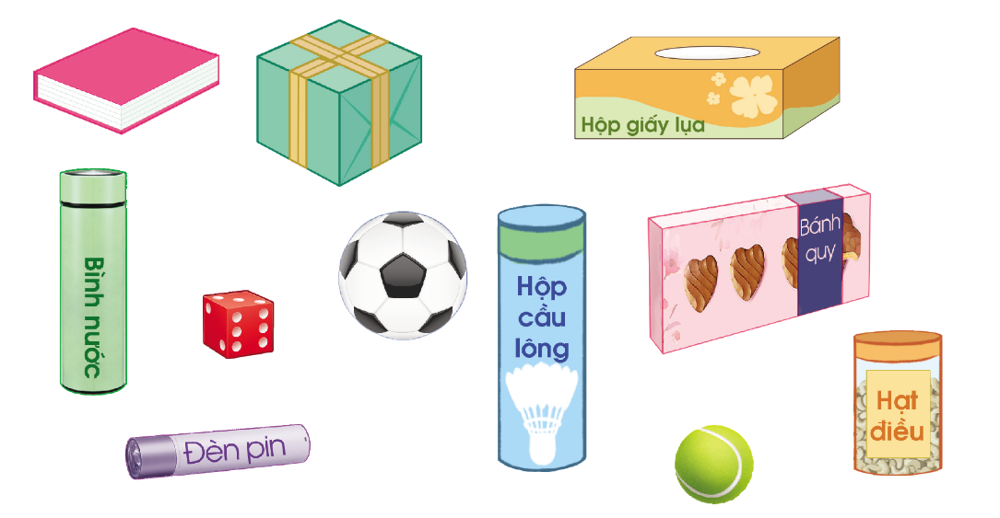 Hộp giấy lụa
Bình nước
Hộp
cầu
lông
Bánh
quy
Hạt
điều
Đèn pin